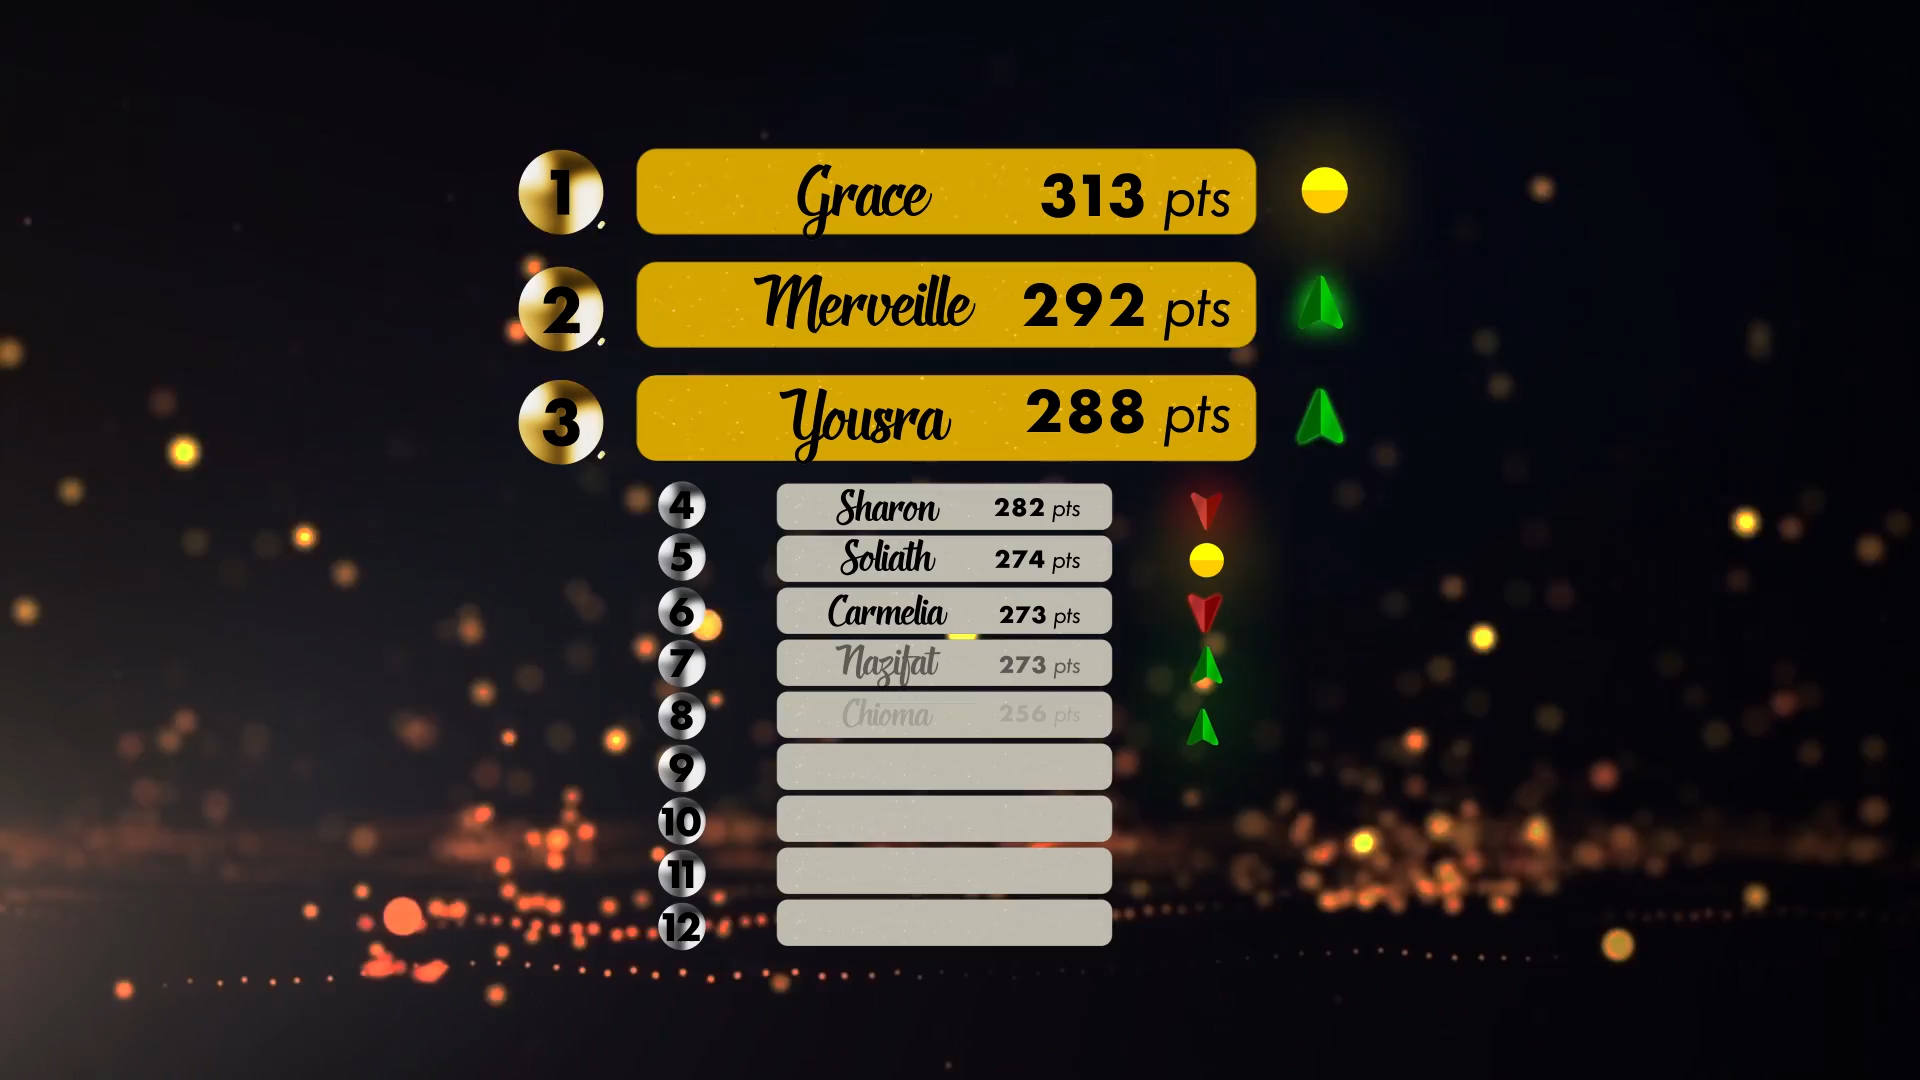 1 Grace 313 pts
2 Merveille 292 pts
3 Yousra 288 pts
4 Sharon 282 pts
5 Soliath 274 pts
6 Carmelia 273 pts
7 Nazifat 273 pts
8 Chioma 256 pts
9
10
11
12